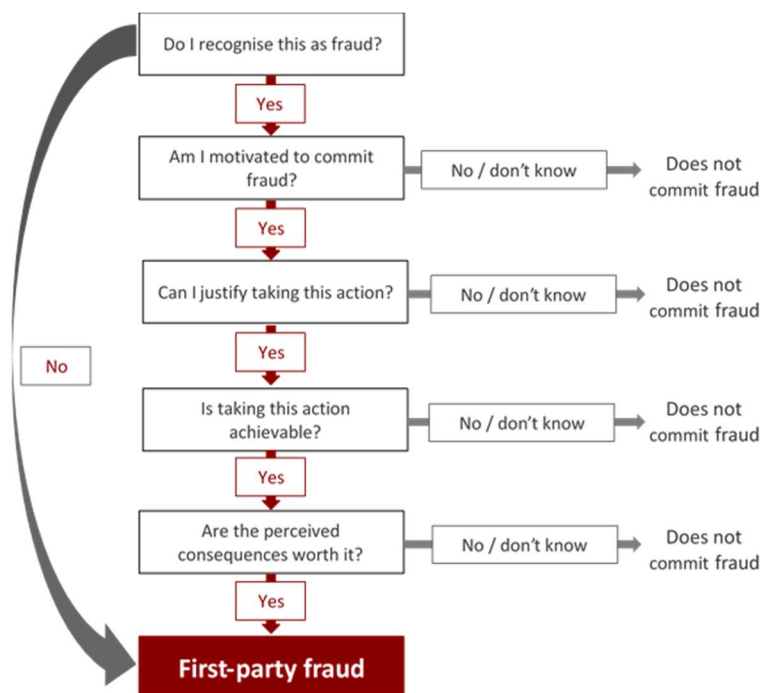 Do I recognise this as fraud?
Yes
Am I motivated to commit
fraud?
No / don't know
Does not
commit fraud
Yes
Can I justify taking this action?
No / don't know
Does not
commit fraud
Yes
No
Is taking this action
achievable?
No / don't know
Does not
commit fraud
Yes
Are the perceived
consequences worth it?
No / don't know
Does not
commit fraud
Yes
First-party fraud